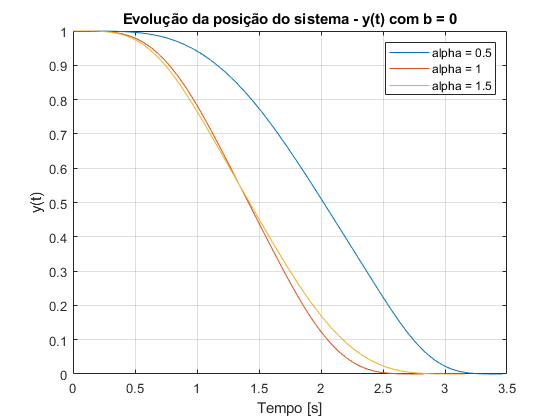 Evolução da posição do sistema - y(t) com b = 0
1
0.9
0.8
0.7
0.6
0.5
0.4
0.3
0.2
0.1
0
y(t)
alpha = 0.5
alpha = 1
alpha = 1.5
0 0.5 1 1.5 2 2.5 3 3.5
Tempo [s]